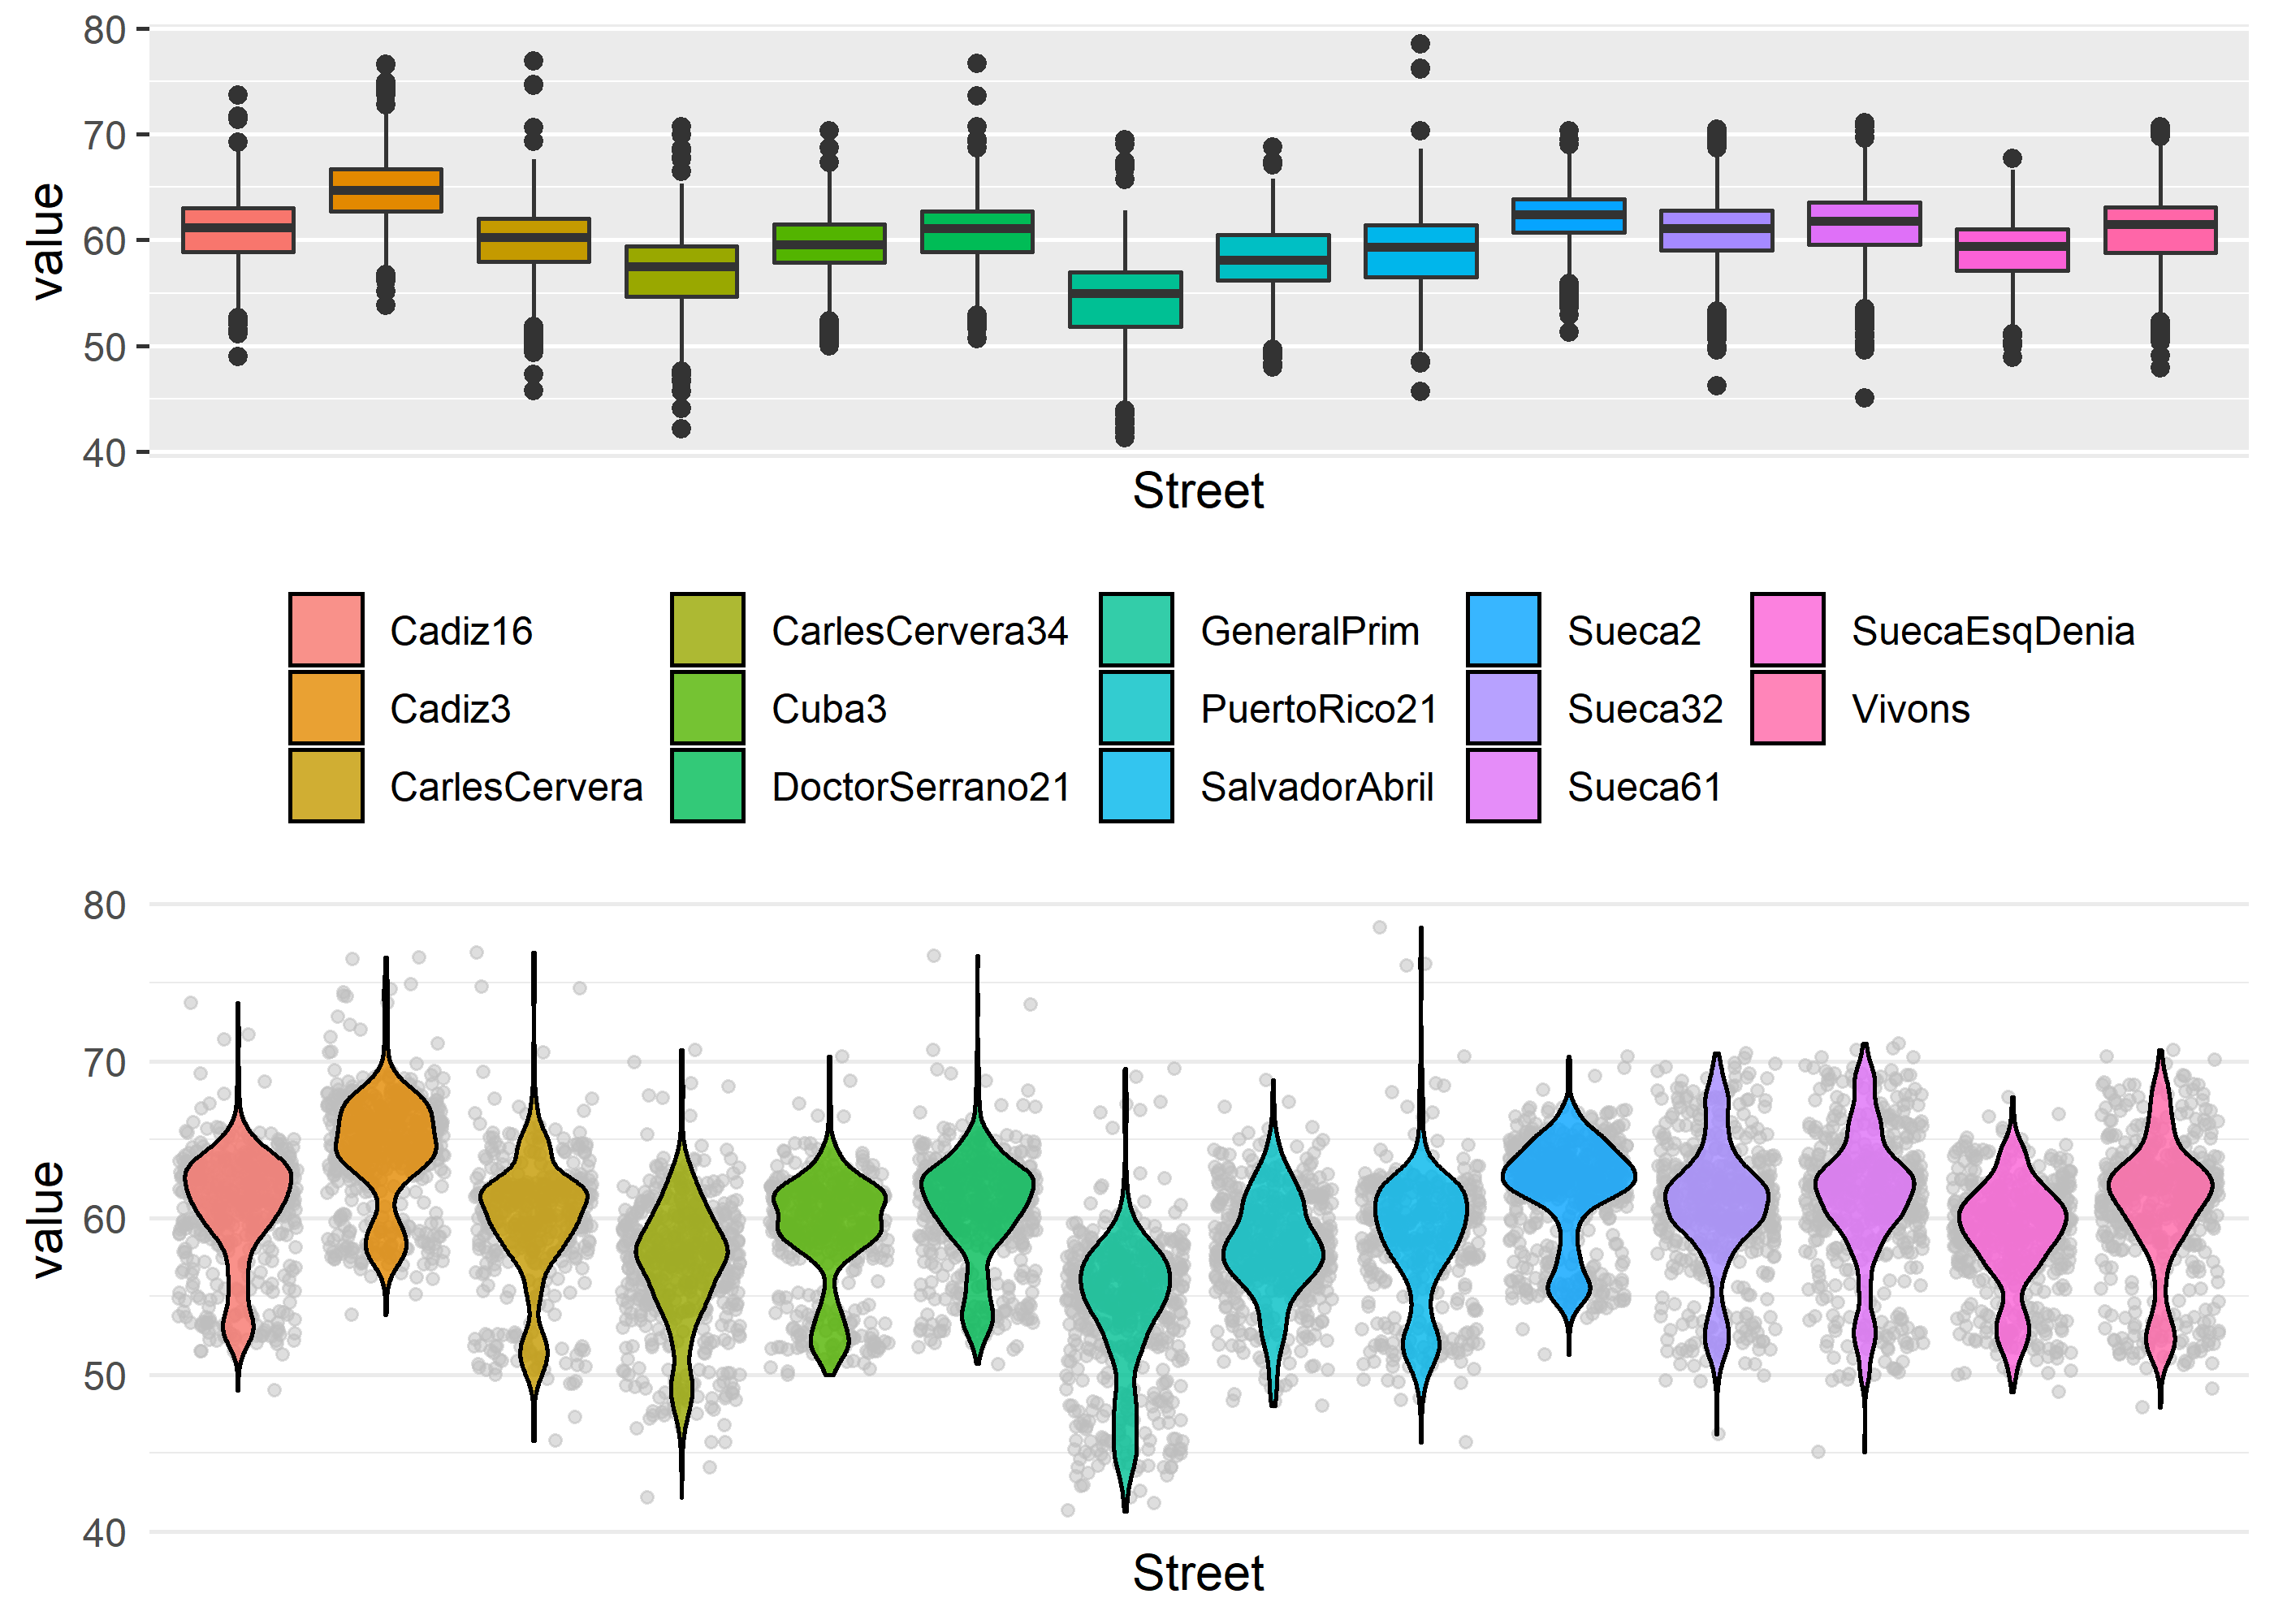 80
70
60
50
40
value
Street
Cadiz16 CarlesCervera34 GeneralPrim Sueca2 SuecaEsqDenia
Cadiz3 Cuba3 PuertoRico21 Sueca32 Vivons
CarlesCervera DoctorSerrano21 SalvadorAbril Sueca61
80
70
60
50
40
value
Street